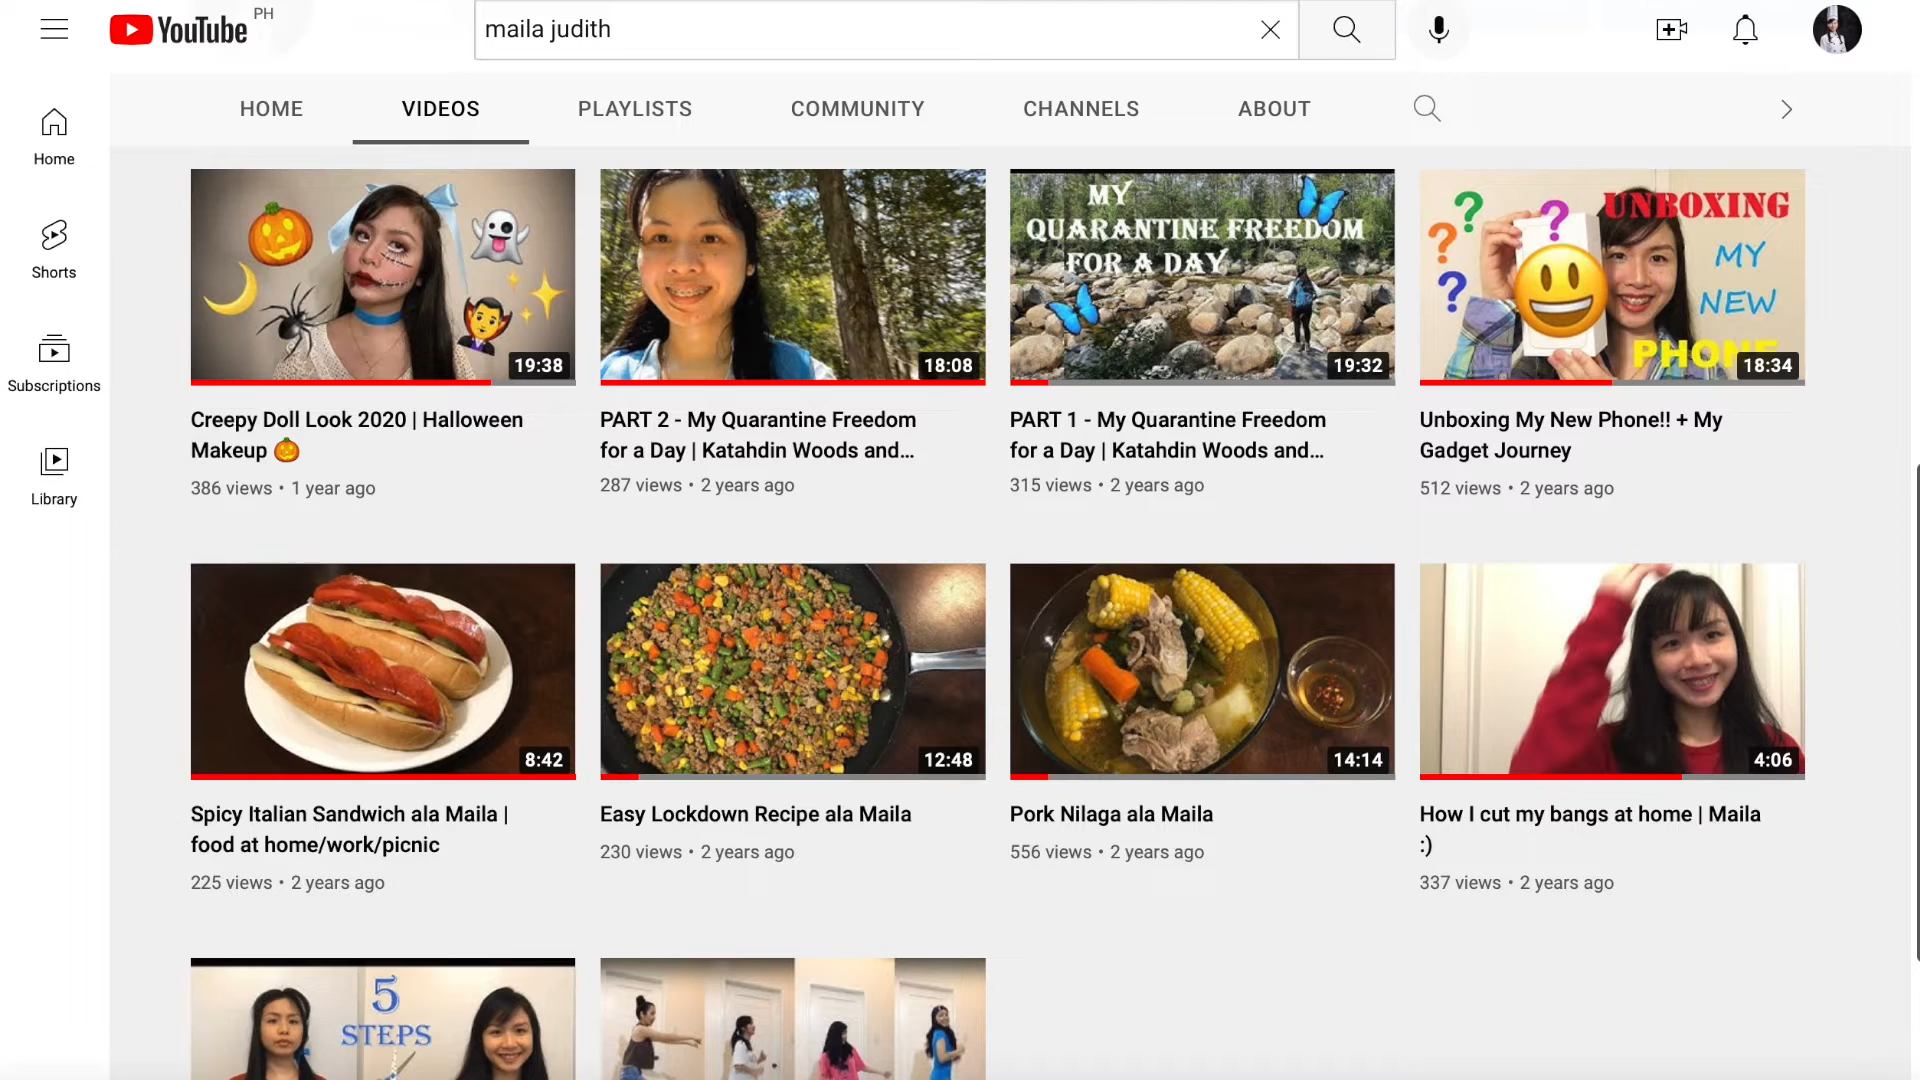 YouTube PH
maila judith
HOME VIDEOS PLAYLISTS COMMUNITY CHANNELS ABOUT
Home
Shorts
Subscriptions
Library
19:38
Creepy Doll Look 2020 | Halloween
Makeup 🎃
386 views • 1 year ago
18:08
PART 2 - My Quarantine Freedom
for a Day | Katahdin Woods and...
287 views • 2 years ago
MY
QUARANTINE FREEDOM
FOR A DAY
19:32
PART 1 - My Quarantine Freedom
for a Day | Katahdin Woods and...
315 views • 2 years ago
UNBOXING
MY
NEW
PHONE
18:34
Unboxing My New Phone!! + My
Gadget Journey
512 views • 2 years ago
8:42
Spicy Italian Sandwich ala Maila |
food at home/work/picnic
225 views • 2 years ago
12:48
Easy Lockdown Recipe ala Maila
230 views • 2 years ago
14:14
Pork Nilaga ala Maila
556 views • 2 years ago
4:06
How I cut my bangs at home | Maila
:)
337 views • 2 years ago
5
STEPS